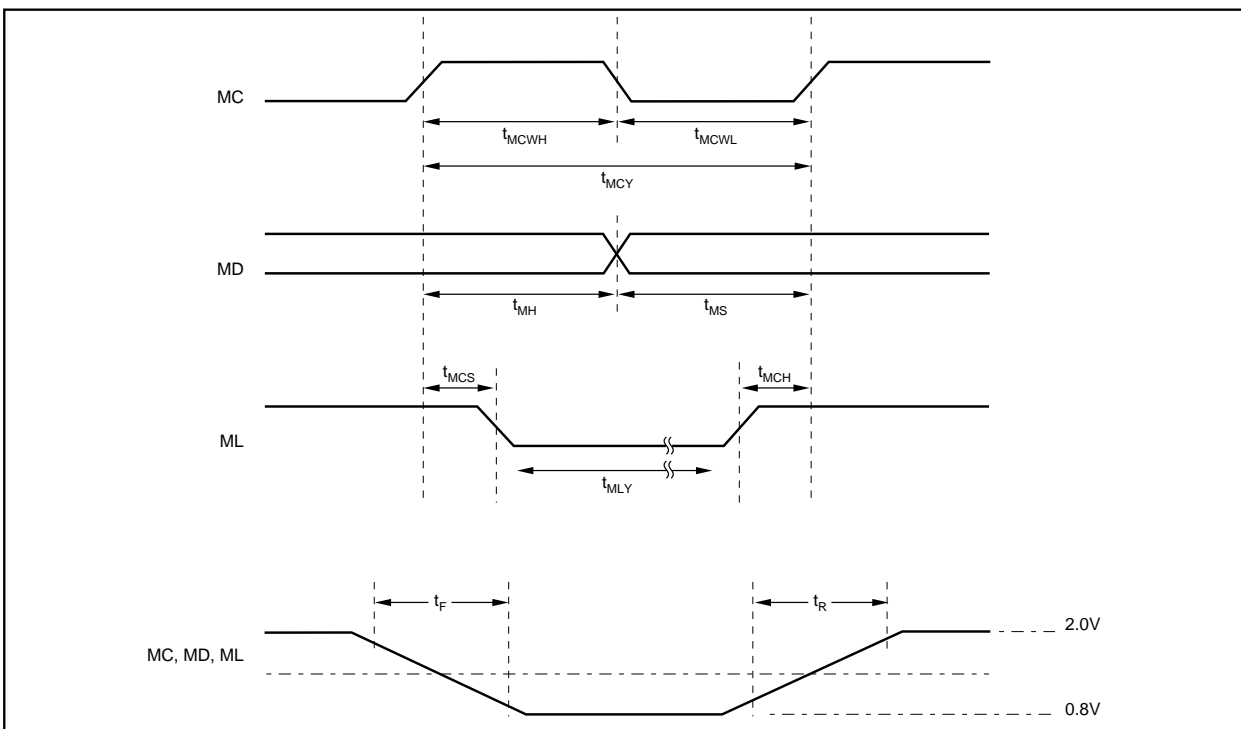 MC
tMCWH
tMCWL
tMCY
MD
tMH
tMS
tMCS
tMCH
ML
tMLY
tF
tR
2.0V
MC, MD, ML
0.8V